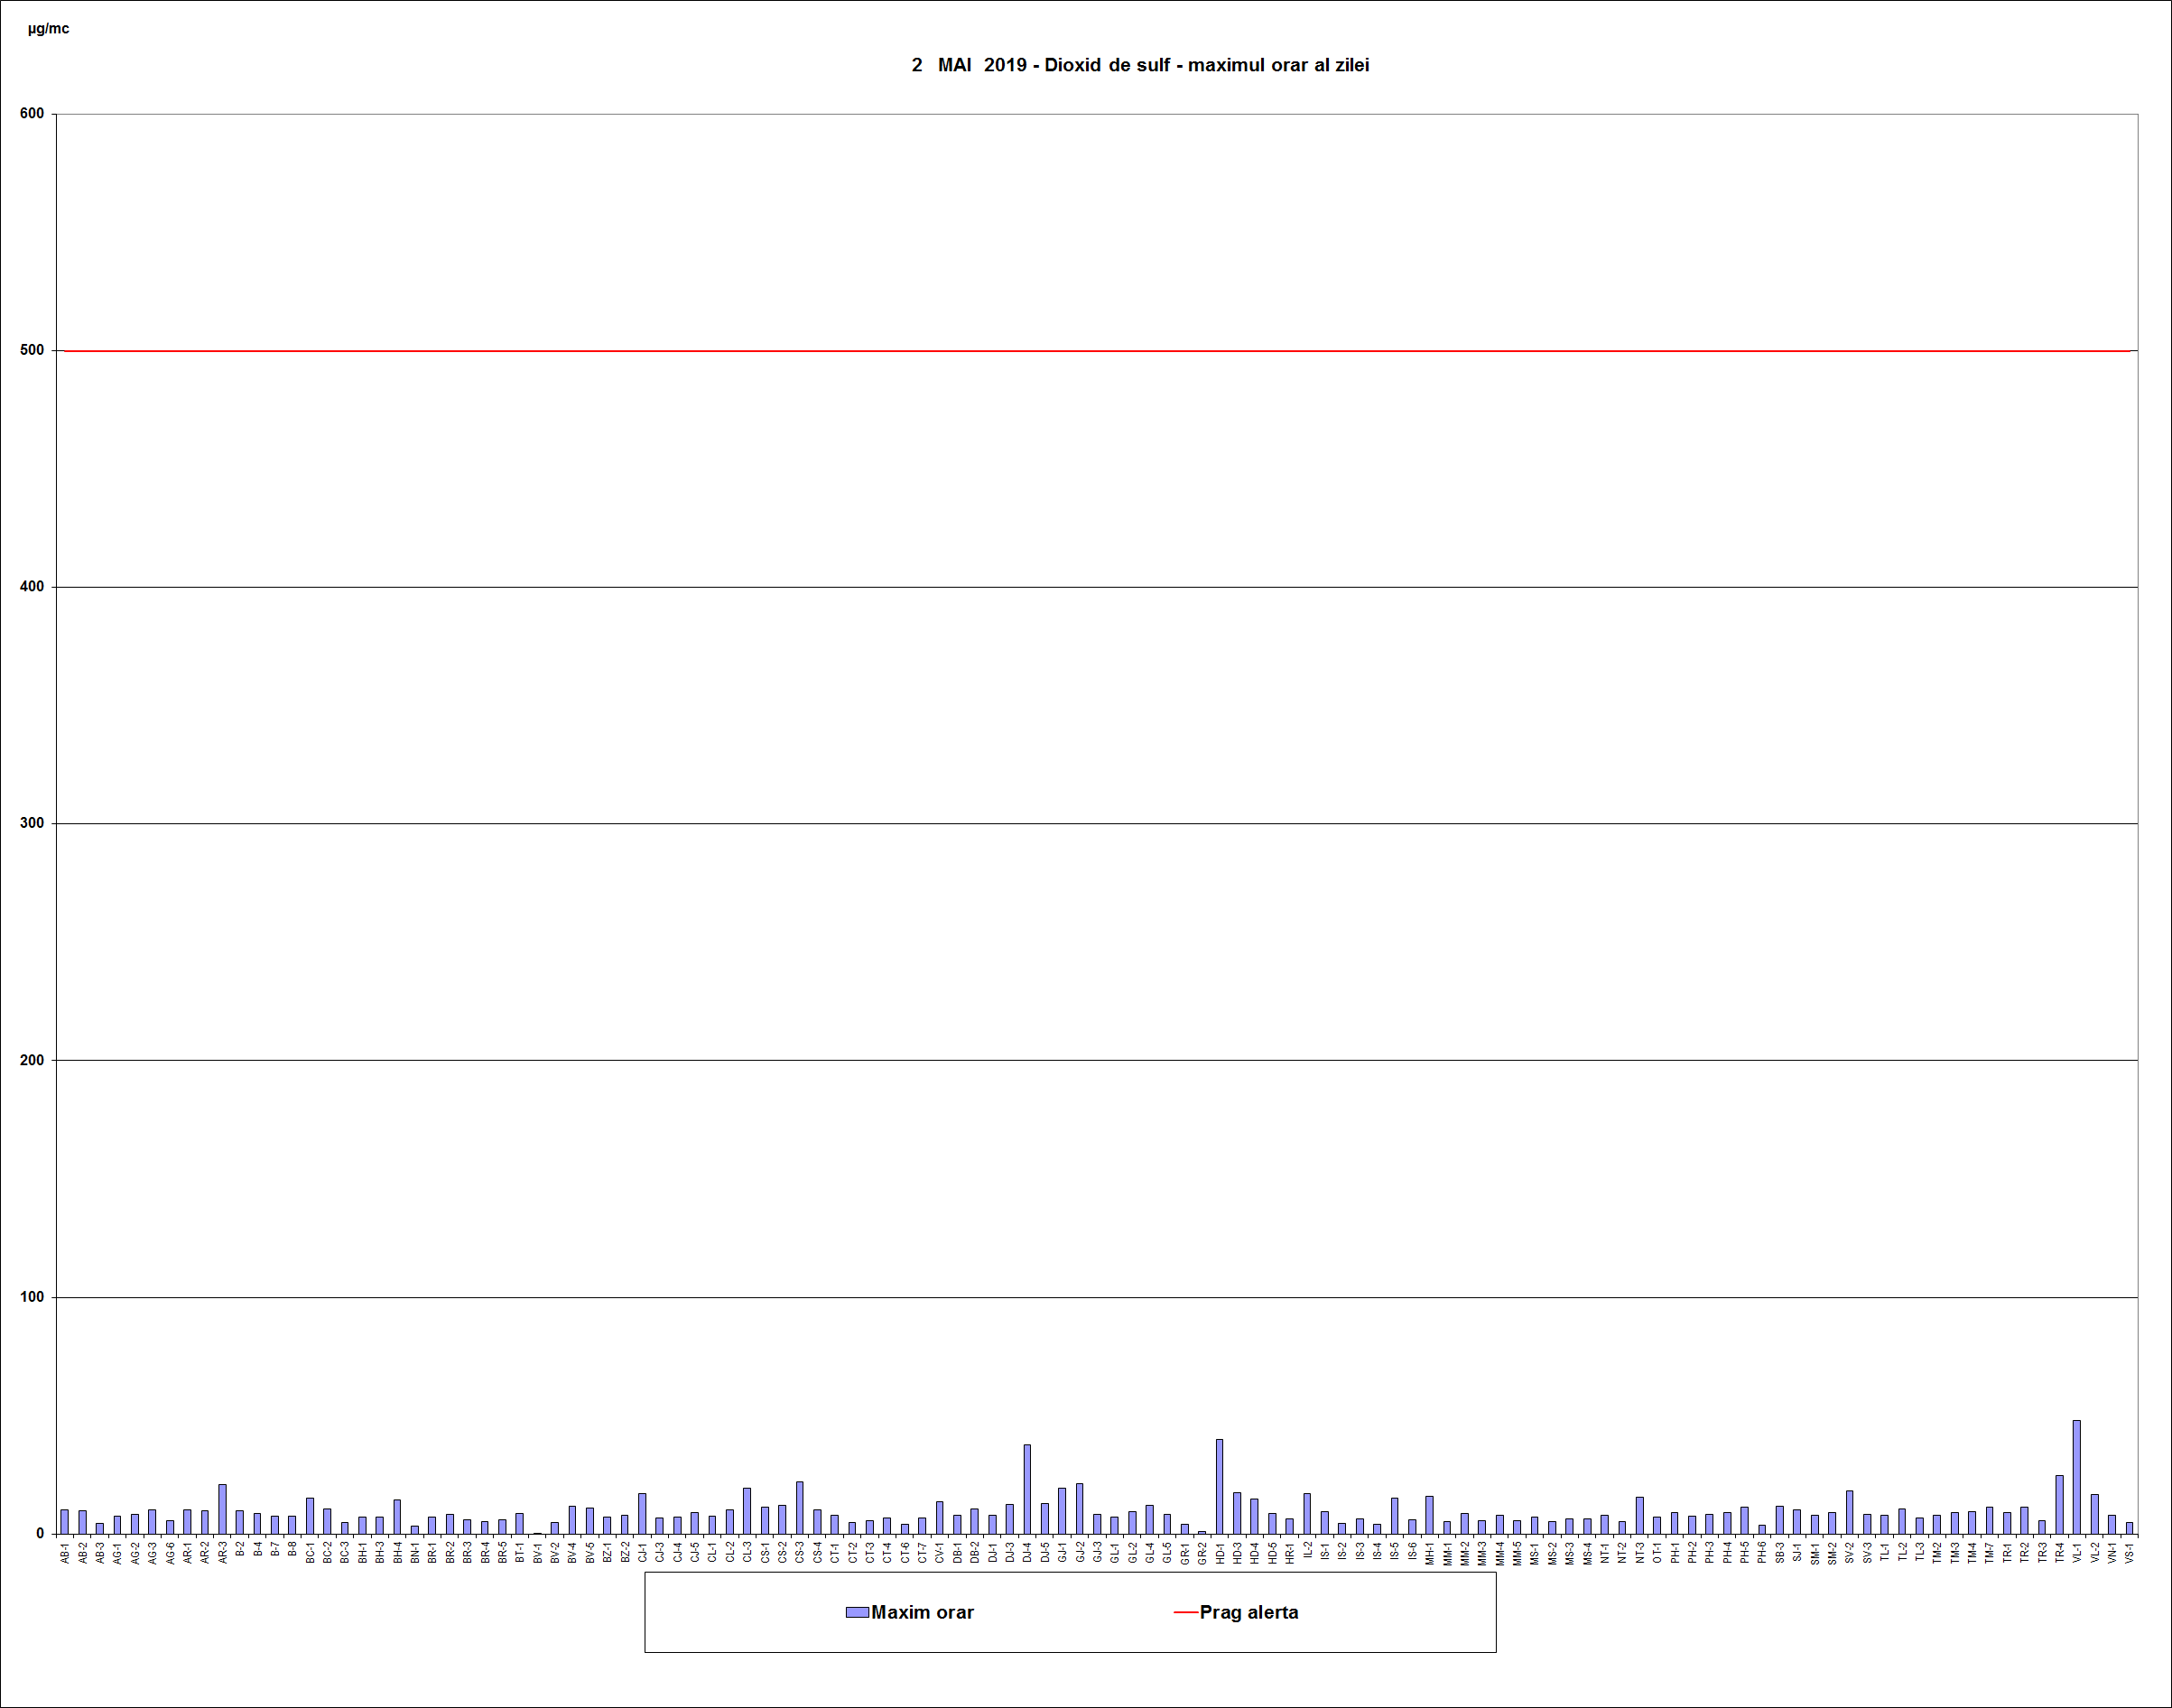 µg/mc
2 MAI 2019 - Dioxid de sulf - maximul orar al zilei
600
500
400
300
200
100
0
AB-1
AB-2
AB-3
AG-1
AG-2
AG-3
AG-6
AR-1
AR-2
AR-3
B-2
B-4
B-7
B-8
BC-1
BC-2
BC-3
BH-1
BH-3
BH-4
BN-1
BR-1
BR-2
BR-3
BR-4
BR-5
BT-1
BV-1
BV-2
BV-4
BV-5
BZ-1
BZ-2
CJ-1
CJ-3
CJ-4
CJ-5
CL-1
CL-2
CL-3
CS-1
CS-2
CS-3
CS-4
CT-1
CT-2
CT-3
CT-4
CT-6
CT-7
CV-1
DB-1
DB-2
DJ-1
DJ-3
DJ-4
DJ-5
GJ-1
GJ-2
GJ-3
GL-1
GL-2
GL-4
GL-5
GR-1
GR-2
HD-1
HD-3
HD-4
HD-5
HR-1
IL-2
IS-1
IS-2
IS-3
IS-4
IS-5
IS-6
MH-1
MM-1
MM-2
MM-3
MM-4
MM-5
MS-1
MS-2
MS-3
MS-4
NT-1
NT-2
NT-3
OT-1
PH-1
PH-2
PH-3
PH-4
PH-5
PH-6
SB-3
SJ-1
SM-1
SM-2
SV-2
SV-3
TL-1
TL-2
TL-3
TM-2
TM-3
TM-4
TM-7
TR-1
TR-2
TR-3
TR-4
VL-1
VL-2
VN-1
VS-1
Maxim orar
Prag alerta